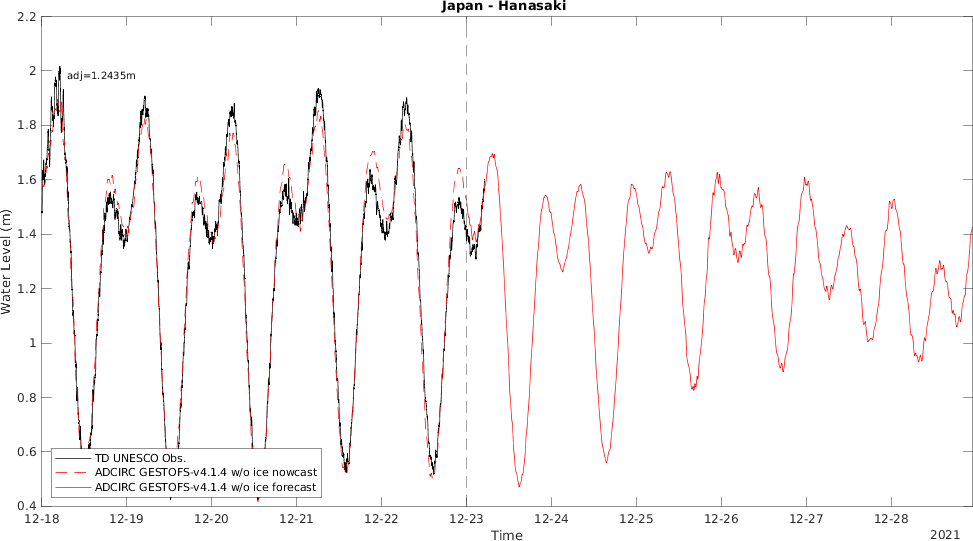 Japan - Hanasaki
2.2
2
1.8
1.6
1.4
1.2
1
0.8
0.6
0.4
Water Level (m)
adj=1.2435m
TD UNESCO Obs.
ADCIRC GESTOFS-v4.1.4 w/o ice nowcast
ADCIRC GESTOFS-v4.1.4 w/o ice forecast
12-18 12-19 12-20 12-21 12-22 12-23 12-24 12-25 12-26 12-27 12-28
Time
2021